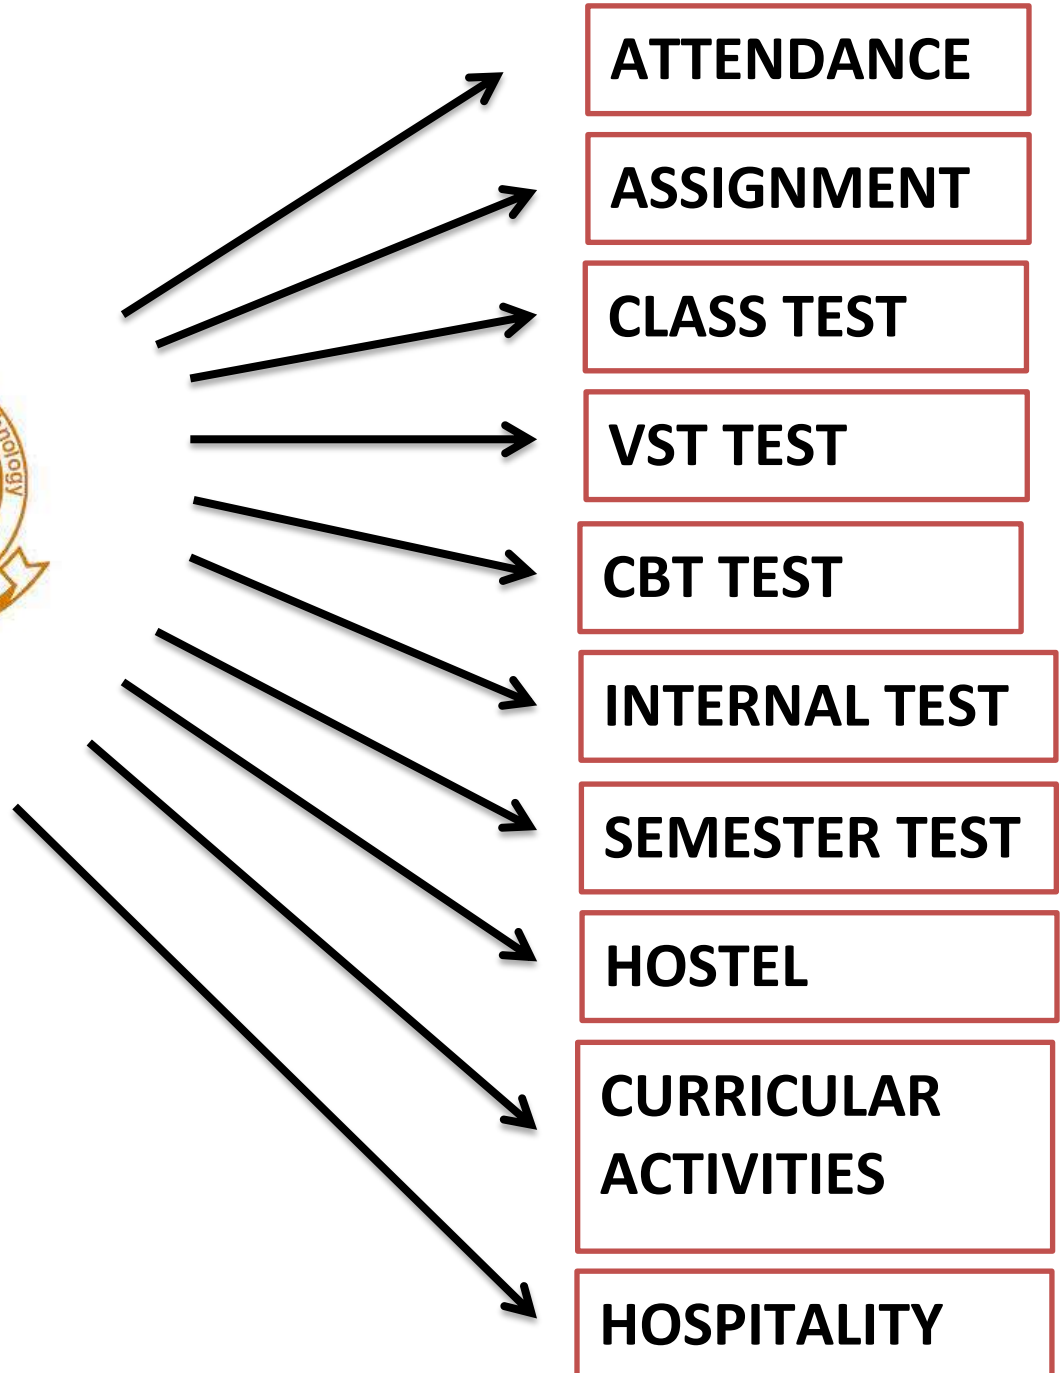 ATTENDANCE
ASSIGNMENT
CLASS TEST
VST TEST
CBT TEST
INTERNAL TEST
SEMESTER TEST
HOSTEL
CURRICULAR
ACTIVITIES
HOSPITALITY